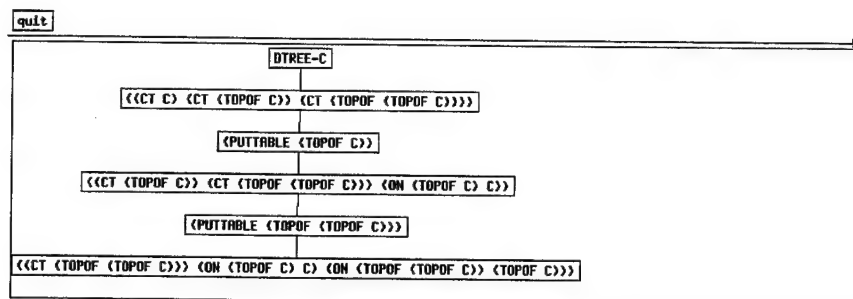 quit
DTREE-C
((CT C) (CT (TOPOF C)) (CT (TOPOF (TOPOF C))))
(PUTTABLE (TOPOF C))
((CT (TOPOF C)) (CT (TOPOF (TOPOF C))) (ON (TOPOF C) C))
(PUTTABLE (TOPOF (TOPOF C)))
((CT (TOPOF (TOPOF C))) (ON (TOPOF C) C) (ON (TOPOF (TOPOF C)) (TOPOF C)))